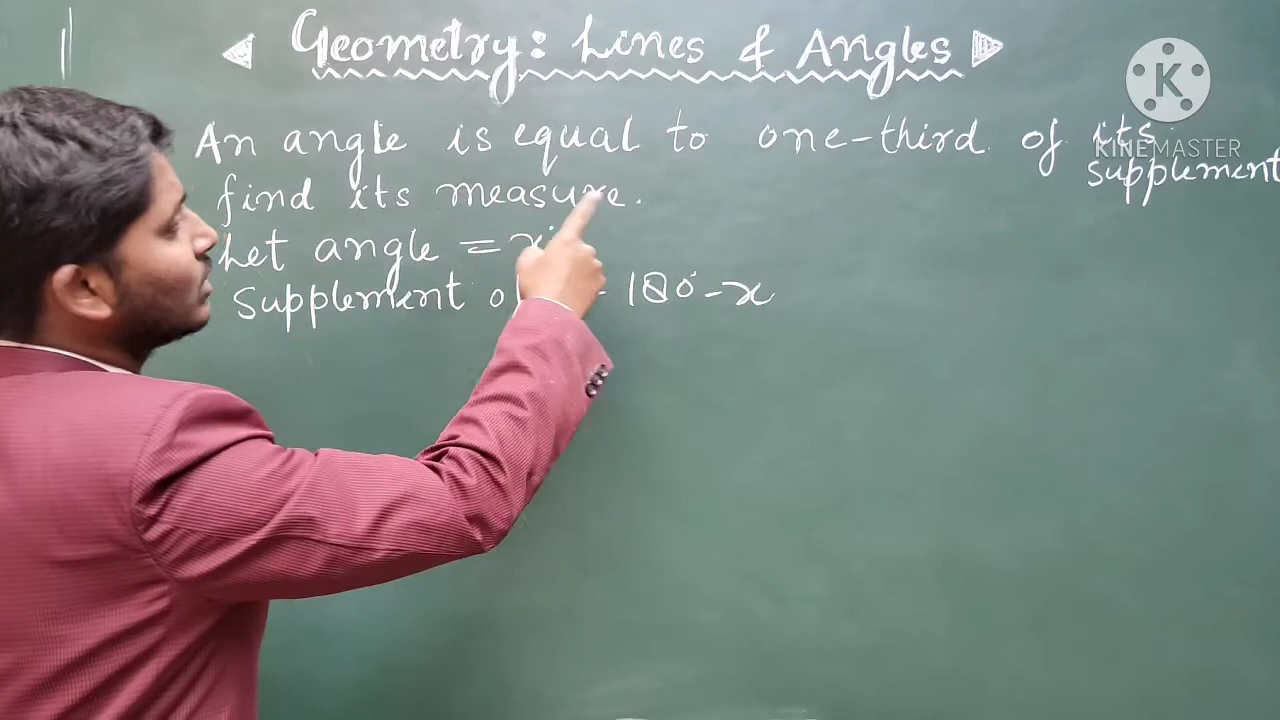 Geometry: Lines & Angles
An angle is equal to one-third of its supplement
find its measure.
Let angle = x°
Supplement = 180° - x
K
KINEMASTER